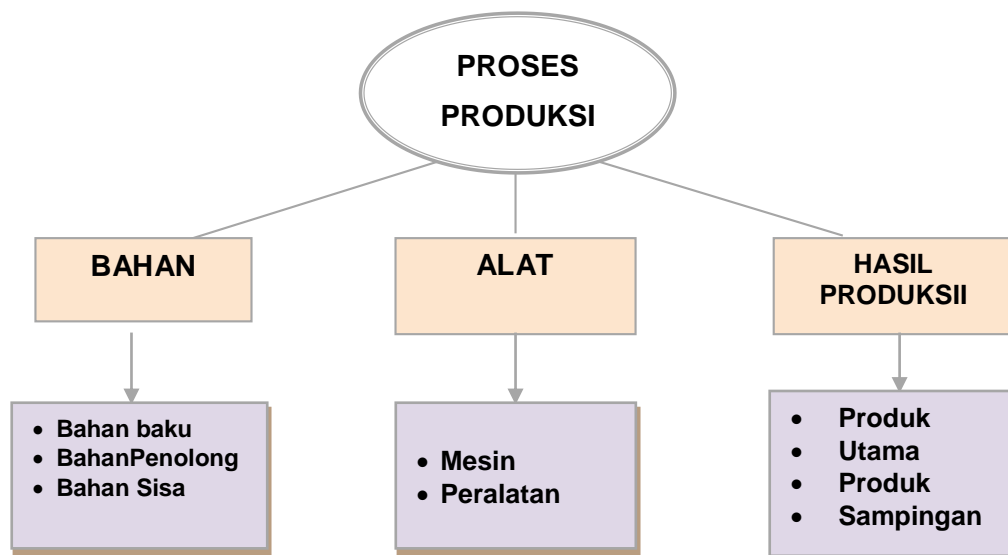 PROSES
PRODUKSI
BAHAN
ALAT
HASIL
PRODUKSII
• Bahan baku
• BahanPenolong
• Bahan Sisa
• Mesin
• Peralatan
• Produk
• Utama
• Produk
• Sampingan